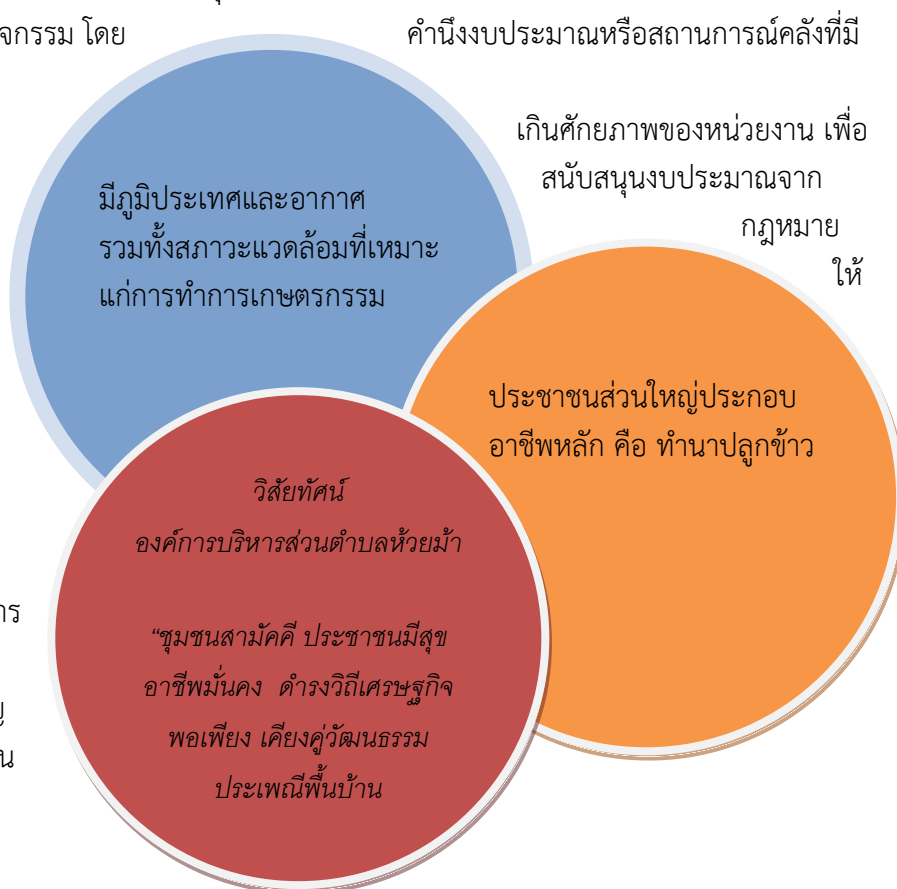 จกรรม โดย คำนึงงบประมาณหรือสถานการณ์คลังที่มี
เกินศักยภาพของหน่วยงาน เพื่อ
สนับสนุนงบประมาณจาก
กฎหมาย
ให้
มีภูมิประเทศและอากาศ
รวมทั้งสภาวะแวดล้อมที่เหมาะ
แก่การทำการเกษตรกรรม
ประชาชนส่วนใหญ่ประกอบ
อาชีพหลัก คือ ทำนาปลูกข้าว
วิสัยทัศน์
องค์การบริหารส่วนตำบลห้วยม้า
“ชุมชนสามัคคี ประชาชนมีสุข
อาชีพมั่นคง ดำรงวิถีเศรษฐกิจ
พอเพียง เคียงคู่วัฒนธรรม
ประเพณีพื้นบ้าน